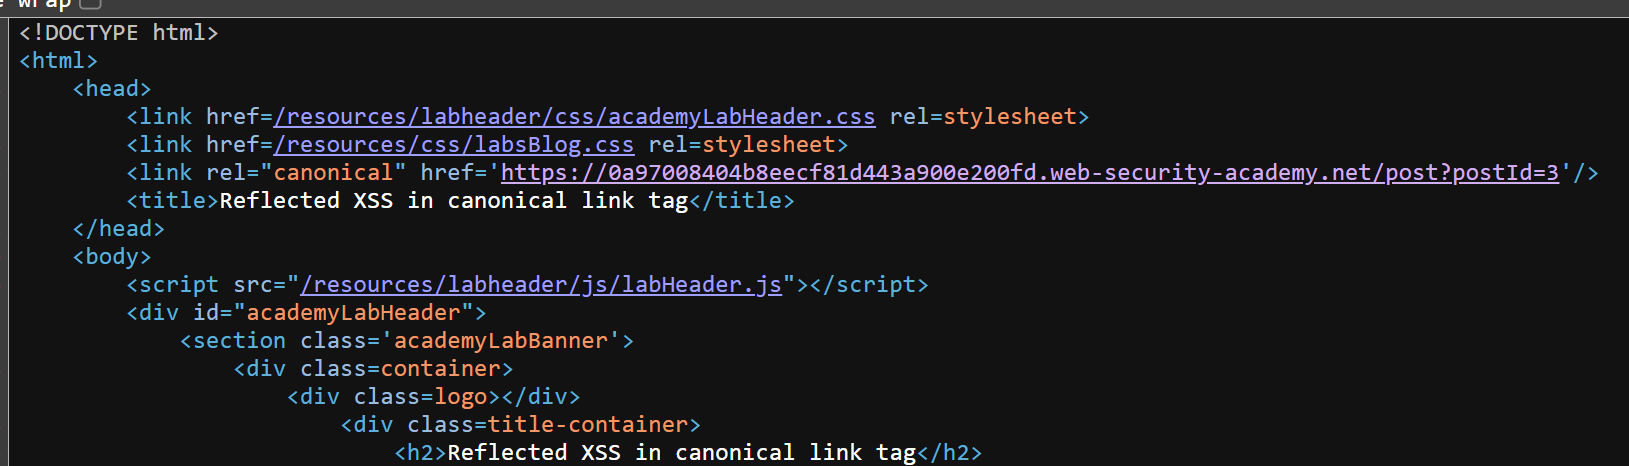 wrap
<!DOCTYPE html>
<html>
<head>
<link href=/resources/labheader/css/academyLabHeader.css rel=stylesheet>
<link href=/resources/css/labsBlog.css rel=stylesheet>
<link rel="canonical" href='https://0a97008404b8eecf81d443a900e200fd.web-security-academy.net/post?postId=3'/>
<title>Reflected XSS in canonical link tag</title>
</head>
<body>
<script src="/resources/labheader/js/labHeader.js"></script>
<div id="academyLabHeader">
<section class='academyLabBanner'>
<div class=container>
<div class=logo></div>
<div class=title-container>
<h2>Reflected XSS in canonical link tag</h2>